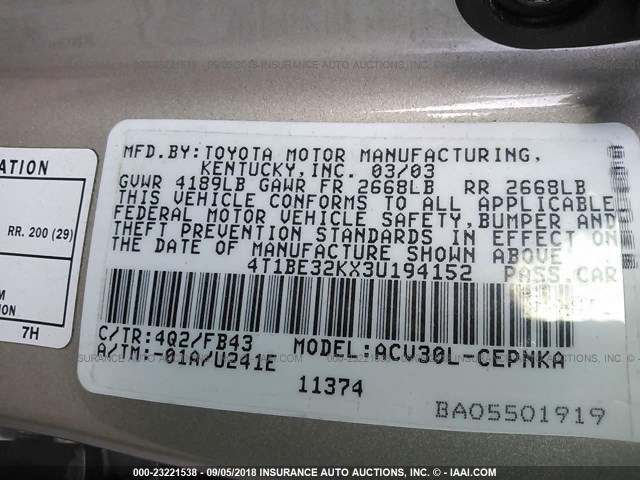 ATION
RR. 200 (29)
M
TION
7H
MFD.BY:TOYOTA MOTOR MANUFACTURING,
KENTUCKY,INC. 03/03
GVWR 4189LB GAWR FR 2668LB RR 2668LB
THIS VEHICLE CONFORMS TO ALL APPLICABLE
FEDERAL MOTOR VEHICLE SAFETY,BUMPER AND
THEFT PREVENTION STANDARDS IN EFFECT ON
THE DATE OF MANUFACTURE SHOWN ABOVE.
4T1BE32KX3U194152 PASS.CAR
C/TR:4Q2/FB43 MODEL:ACV30L-CEPNKA
A/TM:-01A/U241E
11374
BA05501919
000-23221538 - 09/05/2018 INSURANCE AUTO AUCTIONS, INC. - © - IAAI.COM